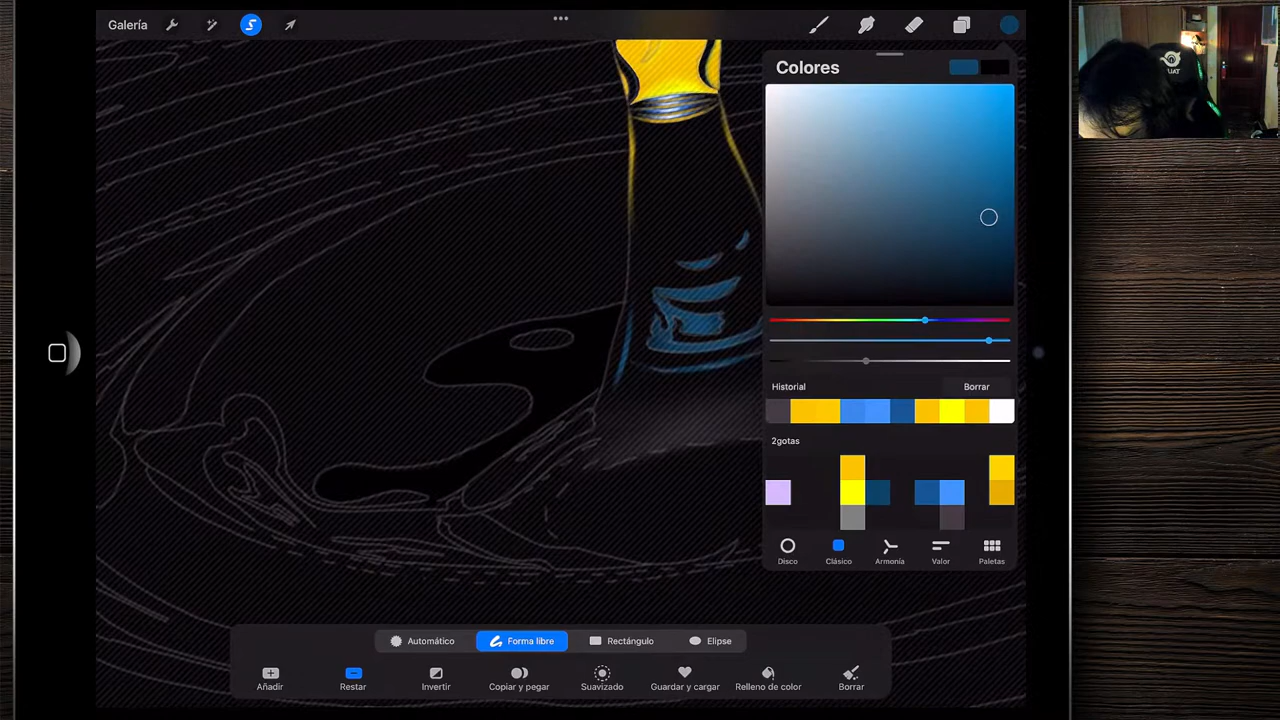 Galería
Colores
Historial
Borrar
2gotas
Disco
Clásico
Armonía
Valor
Paletas
Automático
Forma libre
Rectángulo
Elipse
Añadir
Restar
Invertir
Copiar y pegar
Suavizado
Guardar y cargar
Relleno de color
Borrar